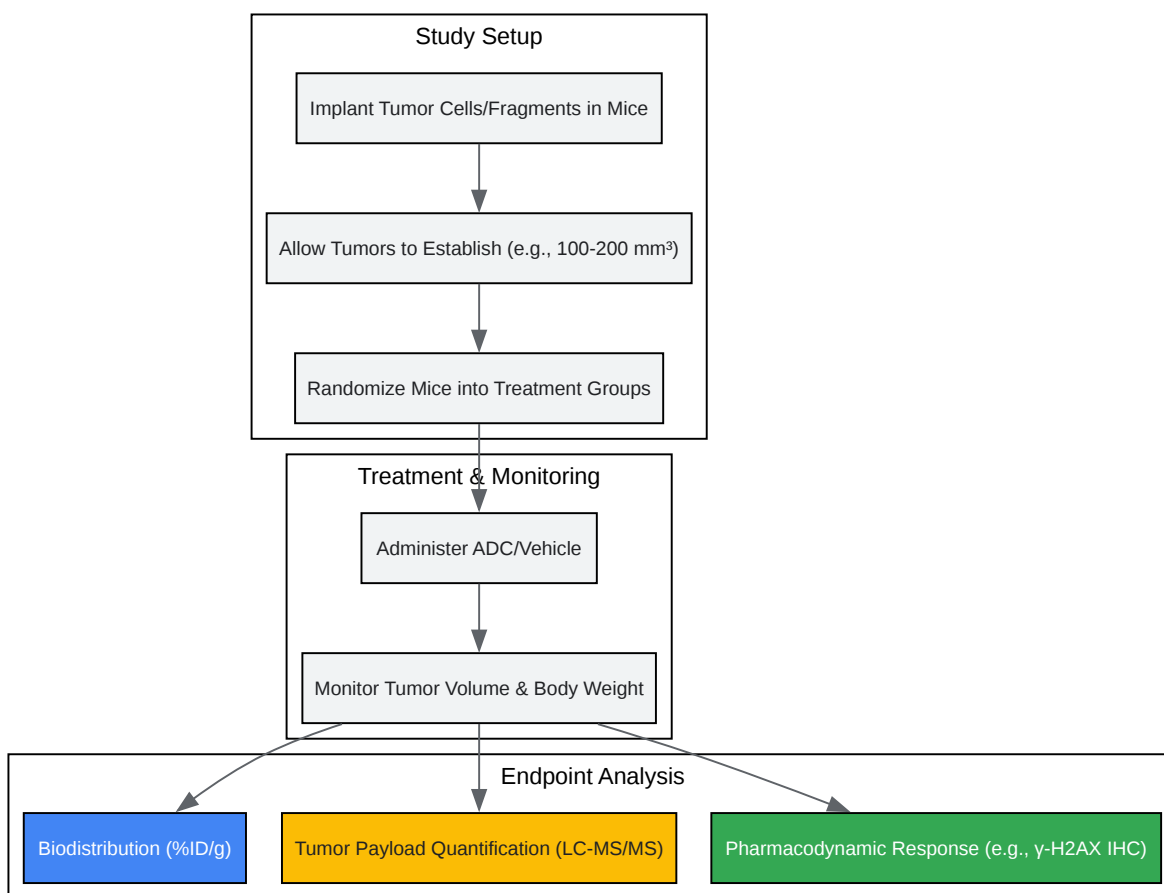 Study Setup
Implant Tumor Cells/Fragments in Mice
Allow Tumors to Establish (e.g., 100-200 mm³)
Randomize Mice into Treatment Groups
Treatment & Monitoring
Administer ADC/Vehicle
Monitor Tumor Volume & Body Weight
Endpoint Analysis
Biodistribution (%ID/g)
Tumor Payload Quantification (LC-MS/MS)
Pharmacodynamic Response (e.g., γ-H2AX IHC)